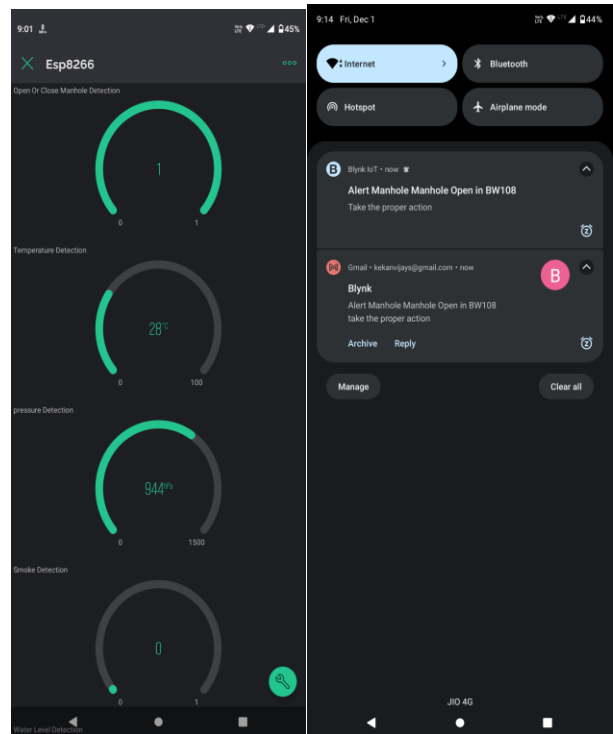 9:01
45%
Esp8266
Open Or Close Manhole Detection
1
0 1
Temperature Detection
28°C
0 100
pressure Detection
944hPa
0 1500
Smoke Detection
0
0 1
Water Level Detection
9:14 Fri, Dec 1
44%
Internet
Bluetooth
Hotspot
Airplane mode
Blynk IoT • now
Alert Manhole Manhole Open in BW108
Take the proper action
Gmail • kekanvijays@gmail.com • now
B
Blynk
Alert Manhole Manhole Open in BW108
take the proper action
Archive Reply
Manage Clear all
JIO 4G